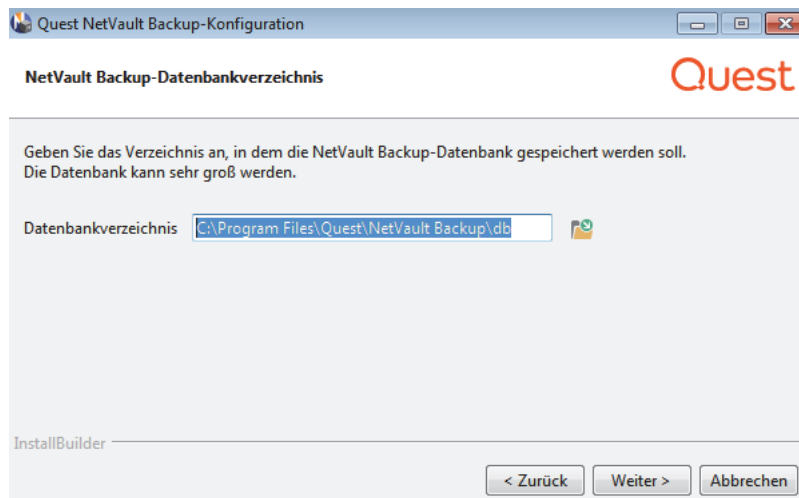 Quest NetVault Backup-Konfiguration
NetVault Backup-Datenbankverzeichnis
Quest
Geben Sie das Verzeichnis an, in dem die NetVault Backup-Datenbank gespeichert werden soll.
Die Datenbank kann sehr groß werden.
Datenbankverzeichnis C:\Program Files\Quest\NetVault Backup\db
InstallBuilder
< Zurück Weiter > Abbrechen